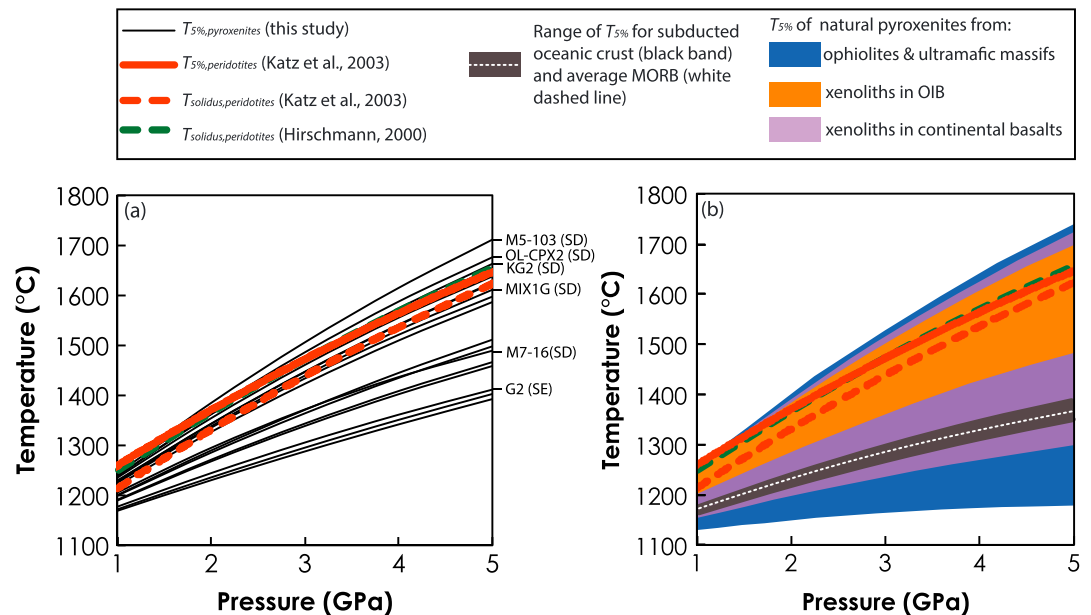 T5%,pyroxenites (this study)
T5%,peridotites (Katz et al., 2003)
Tsolidus,peridotites (Katz et al., 2003)
Tsolidus,peridotites (Hirschmann, 2000)
Range of T5% for subducted
oceanic crust (black band)
and average MORB (white
dashed line)
T5% of natural pyroxenites from:
ophiolites & ultramafic massifs
xenoliths in OIB
xenoliths in continental basalts
(a)
Temperature (°C)
1800
1700
1600
1500
1400
1300
1200
1100
1
2
3
4
5
Pressure (GPa)
M5-103 (SD)
OL-CPX2 (SD)
KG2 (SD)
MIX1G (SD)
M7-16(SD)
G2 (SE)
(b)
Temperature (°C)
1800
1700
1600
1500
1400
1300
1200
1100
1
2
3
4
5
Pressure (GPa)